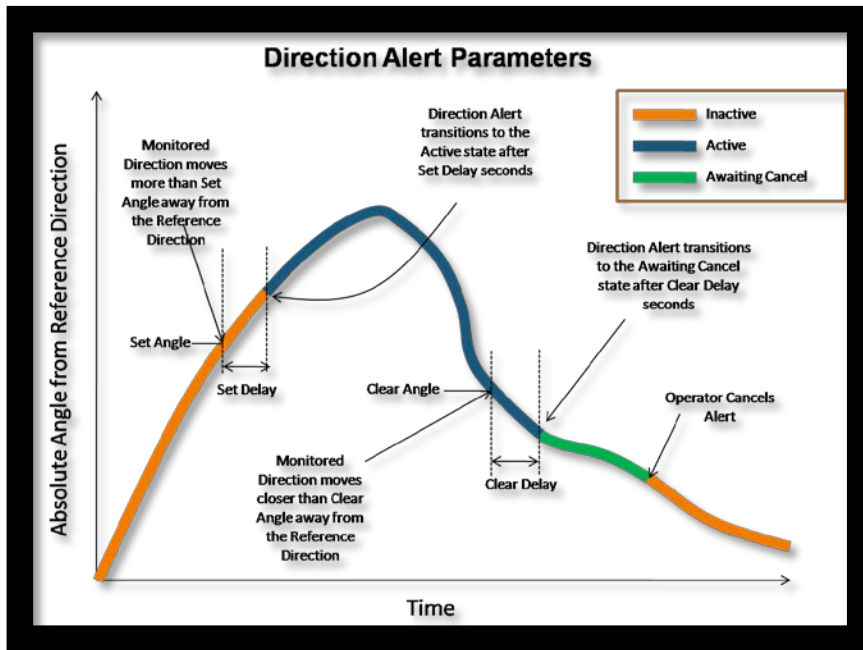 Direction Alert Parameters
Absolute Angle from Reference Direction
Monitored
Direction moves
more than Set
Angle away from
the Reference
Direction
Direction Alert
transitions to the
Active state after
Set Delay seconds
Inactive
Active
Awaiting Cancel
Direction Alert transitions
to the Awaiting Cancel
state after Clear Delay
seconds
Set Angle
Set Delay
Clear Angle
Operator Cancels
Alert
Monitored
Direction moves
closer than Clear
Angle away from
the Reference
Direction
Clear Delay
Time